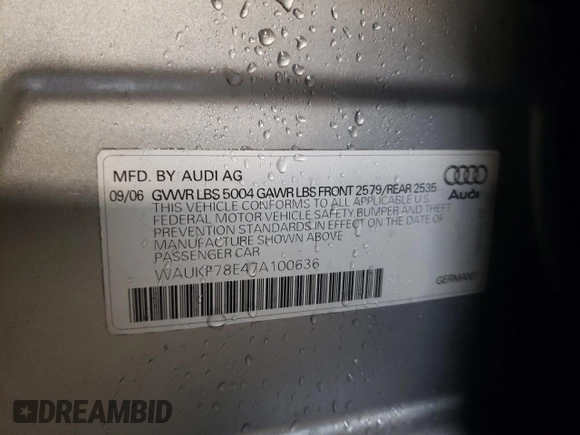 MFD. BY AUDI AG
09/06 GVWR LBS 5004 GAWR LBS FRONT 2579/REAR 2535
THIS VEHICLE CONFORMS TO ALL APPLICABLE U.S.
FEDERAL MOTOR VEHICLE SAFETY BUMPER AND THEFT
PREVENTION STANDARDS IN EFFECT ON THE DATE OF
MANUFACTURE SHOWN ABOVE
PASSENGER CAR
WAUKF78E47A100636
Audi
GERMANY
DREAMBID